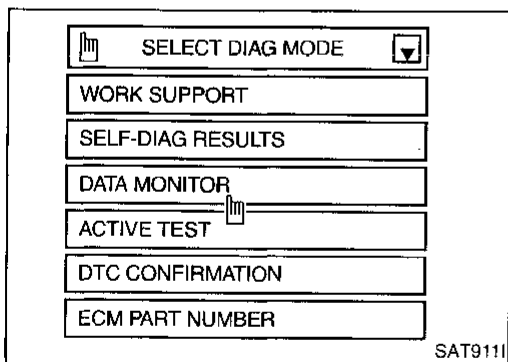 SELECT DIAG MODE
WORK SUPPORT
SELF-DIAG RESULTS
DATA MONITOR
ACTIVE TEST
DTC CONFIRMATION
ECM PART NUMBER
SAT911I